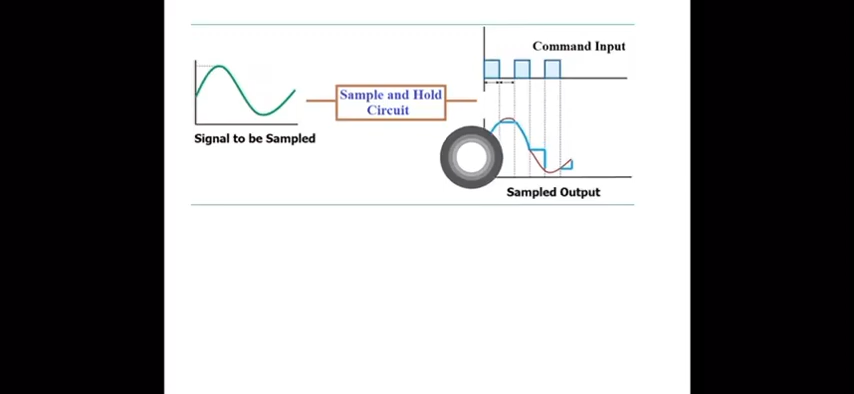 Command Input
Sample and Hold
Circuit
Signal to be Sampled
Sampled Output